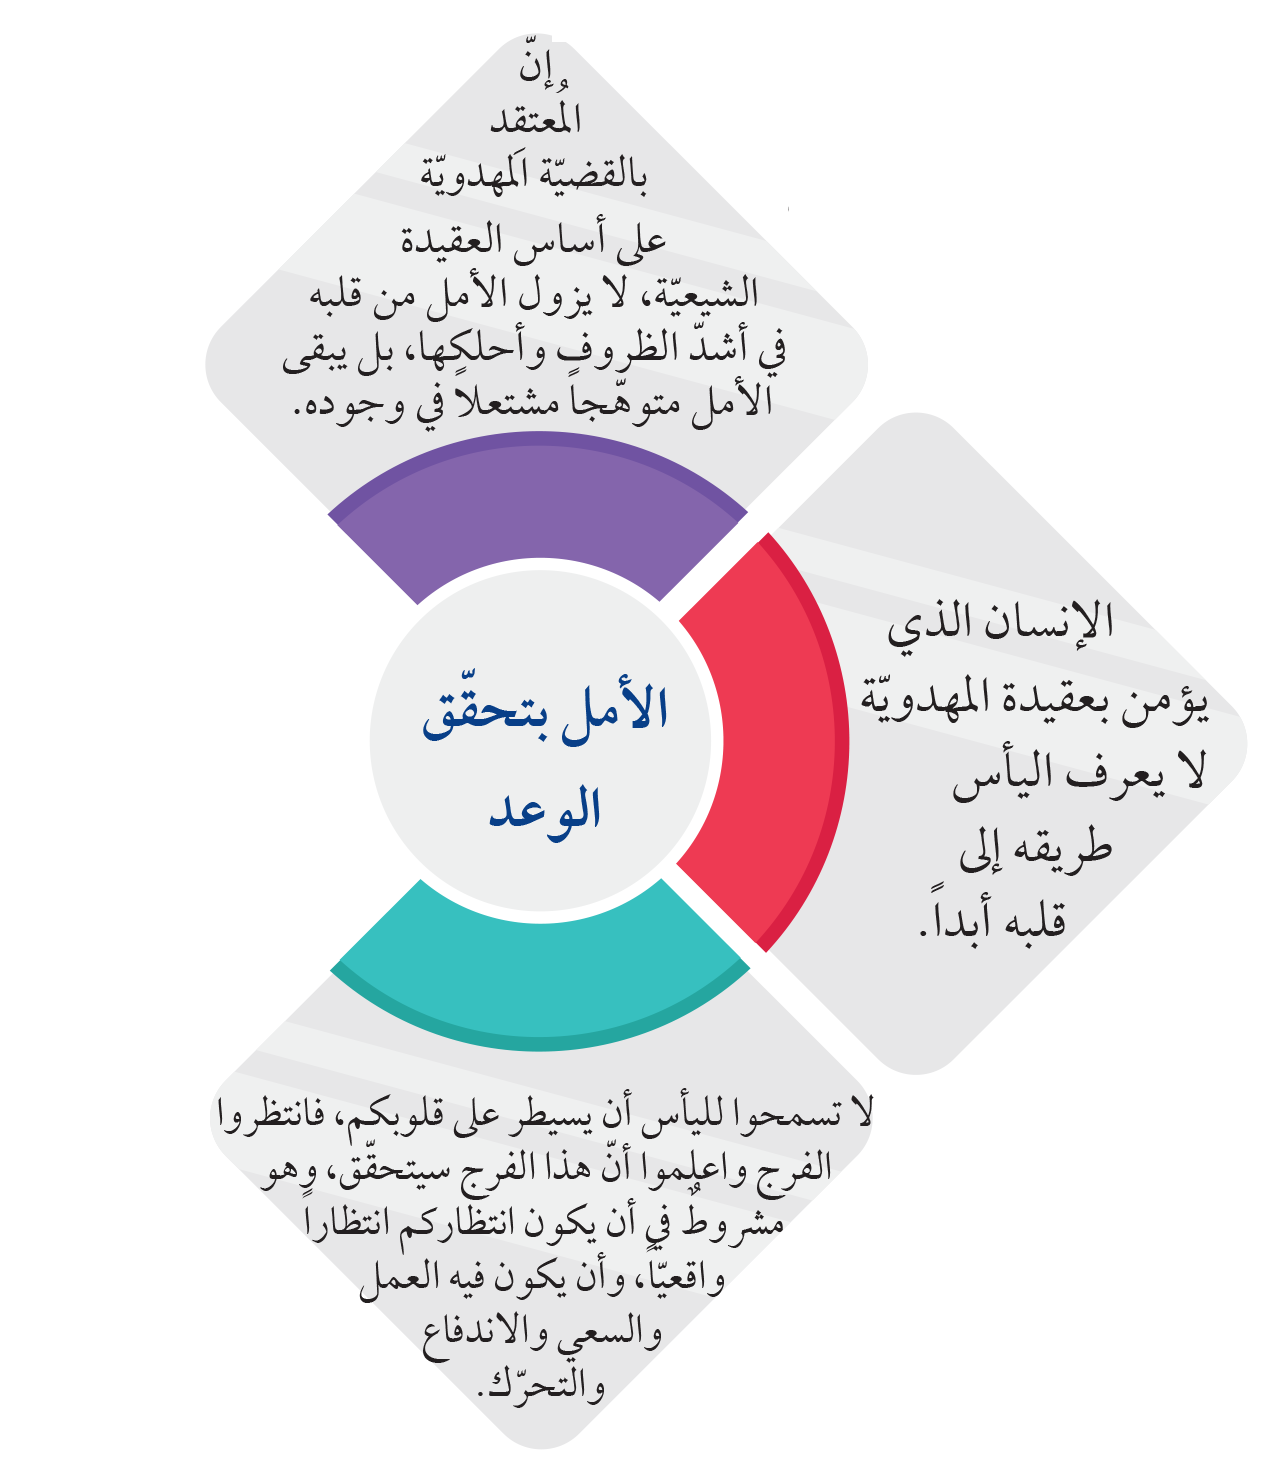 إنّ
المُعتقِد
بالقضيّة المَهدويّة
على أساس العقيدة
الشيعيّة، لا يزول الأمل من قلبه
في أشدّ الظروف وأحلكِها، بل يبقى
الأمل متوهّجاً مشتعلاً في وجوده.
الإنسان الذي
يؤمن بعقيدة المهدويّة
لا يعرف اليأس
طريقه إلى
قلبه أبداً.
الأمل بتحقّق
الوعد
لا تسمحوا لليأس أن يسيطر على قلوبكم، فانتظروا
الفرج واعلموا أنّ هذا الفرج سيتحقّق، وهو
مشروطٌ في أن يكون انتظاركم انتظاراً
واقعيّاً، وأن يكون فيه العمل
والسعي والاندفاع
والتحرّك.